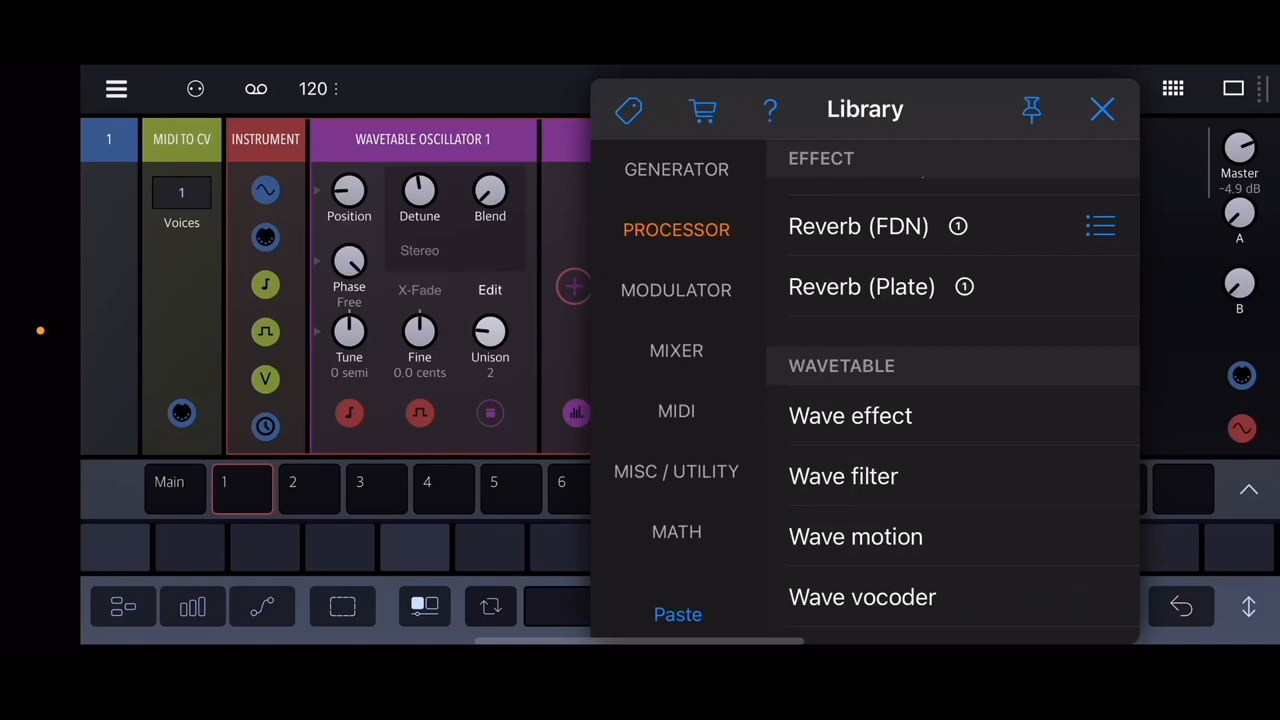 120
Library
1
MIDI TO CV
INSTRUMENT
WAVETABLE OSCILLATOR 1
1
Voices
Position
Detune
Blend
Stereo
Phase
Free
X-Fade
Edit
Tune
0 semi
Fine
0.0 cents
Unison
2
V
GENERATOR
PROCESSOR
MODULATOR
MIXER
MIDI
MISC / UTILITY
MATH
Paste
EFFECT
Reverb (FDN) 1
Reverb (Plate) 1
WAVETABLE
Wave effect
Wave filter
Wave motion
Wave vocoder
Master
-4.9 dB
A
B
Main
1
2
3
4
5
6